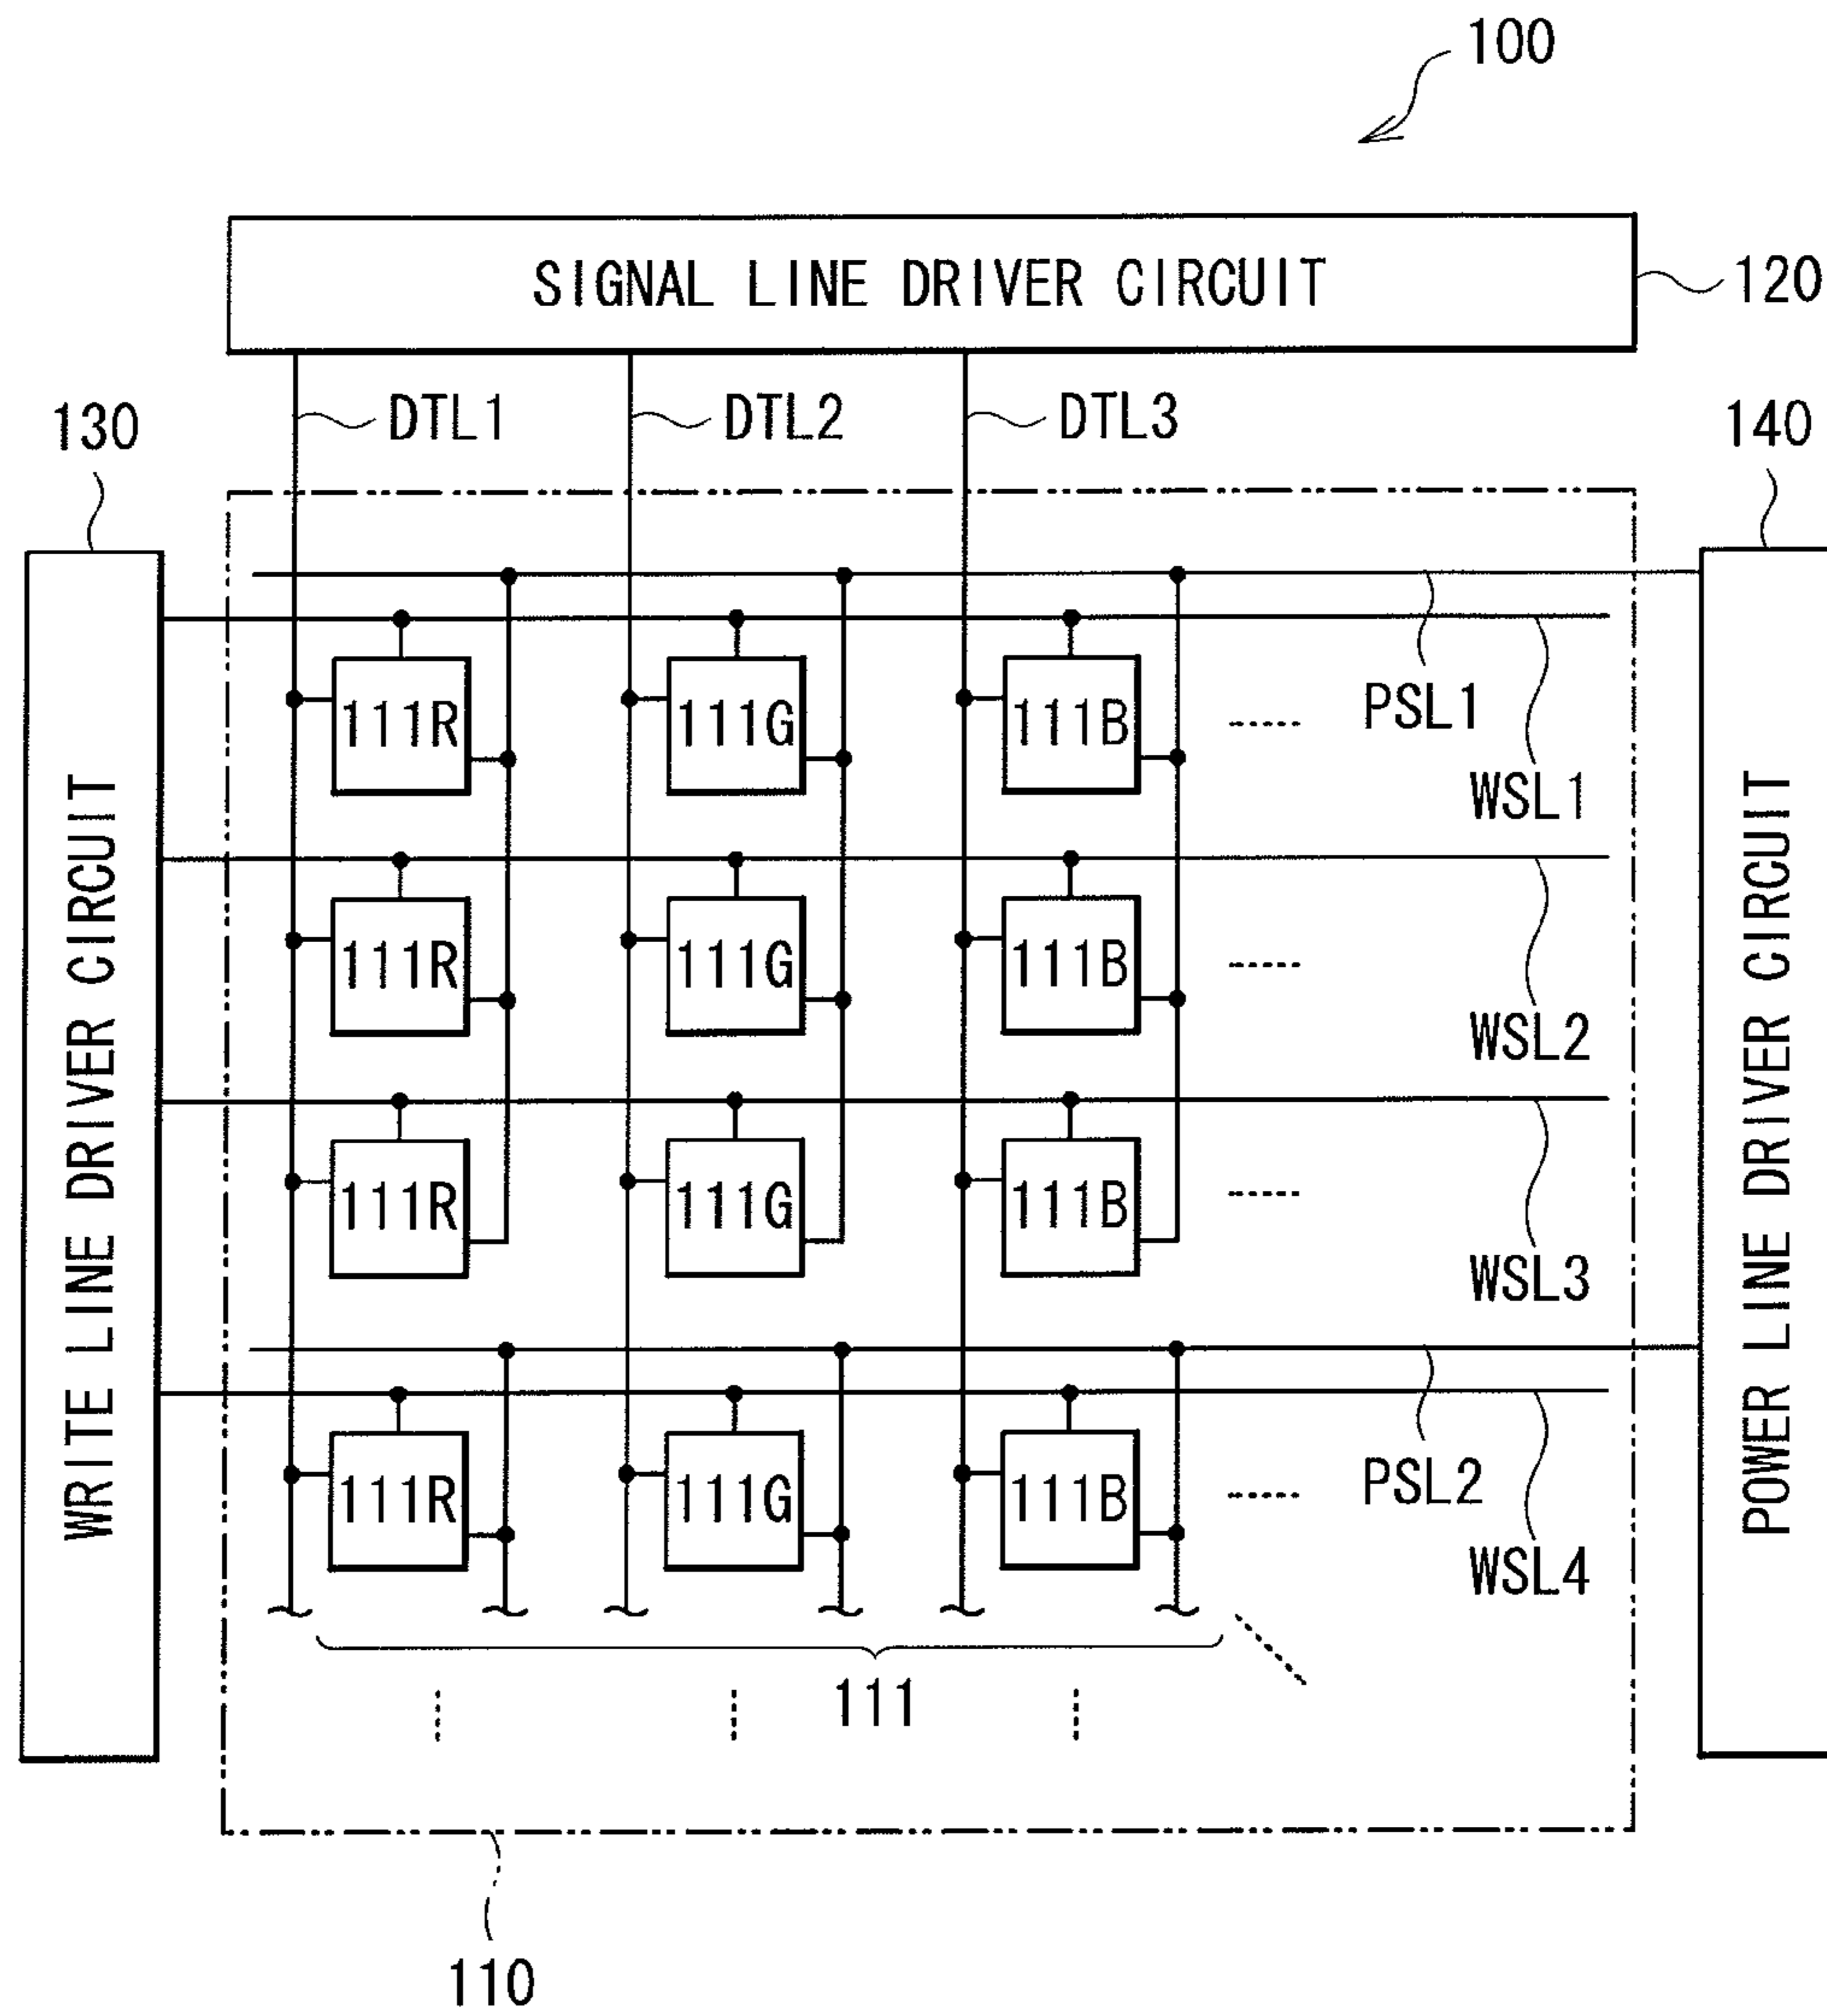 100
SIGNAL LINE DRIVER CIRCUIT
120
DTL1
DTL2
DTL3
130
140
WRITE LINE DRIVER CIRCUIT
POWER LINE DRIVER CIRCUIT
111R
111G
111B
PSL1
WSL1
111R
111G
111B
WSL2
111R
111G
111B
WSL3
111R
111G
111B
PSL2
WSL4
111
110